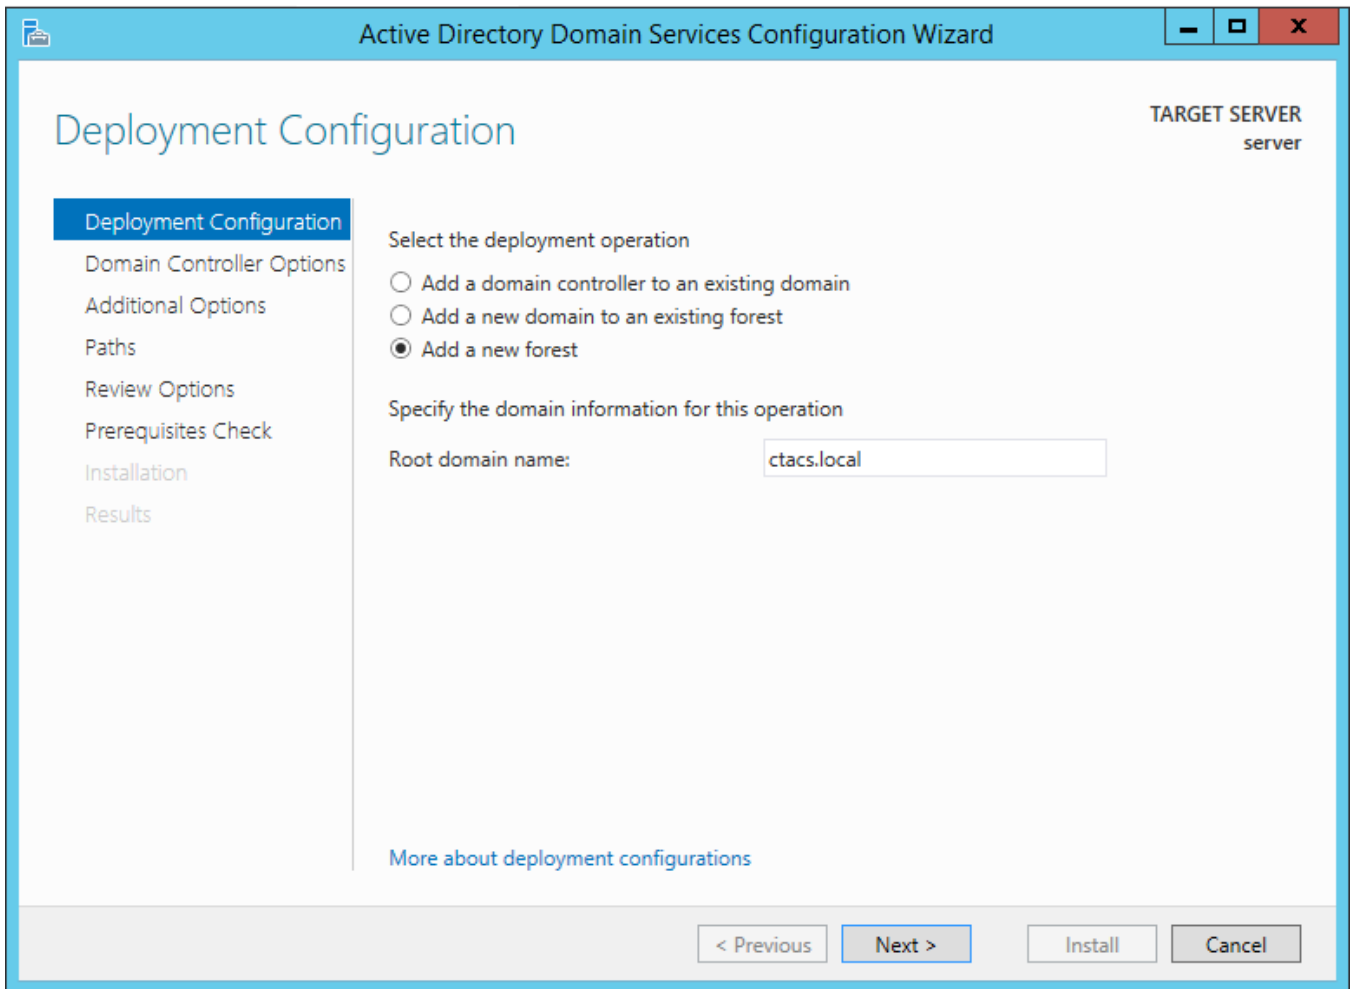 Active Directory Domain Services Configuration Wizard
Deployment Configuration
TARGET SERVER
server
Deployment Configuration
Domain Controller Options
Additional Options
Paths
Review Options
Prerequisites Check
Installation
Results
Select the deployment operation
Add a domain controller to an existing domain
Add a new domain to an existing forest
Add a new forest
Specify the domain information for this operation
Root domain name: ctacs.local
More about deployment configurations
< Previous Next > Install Cancel